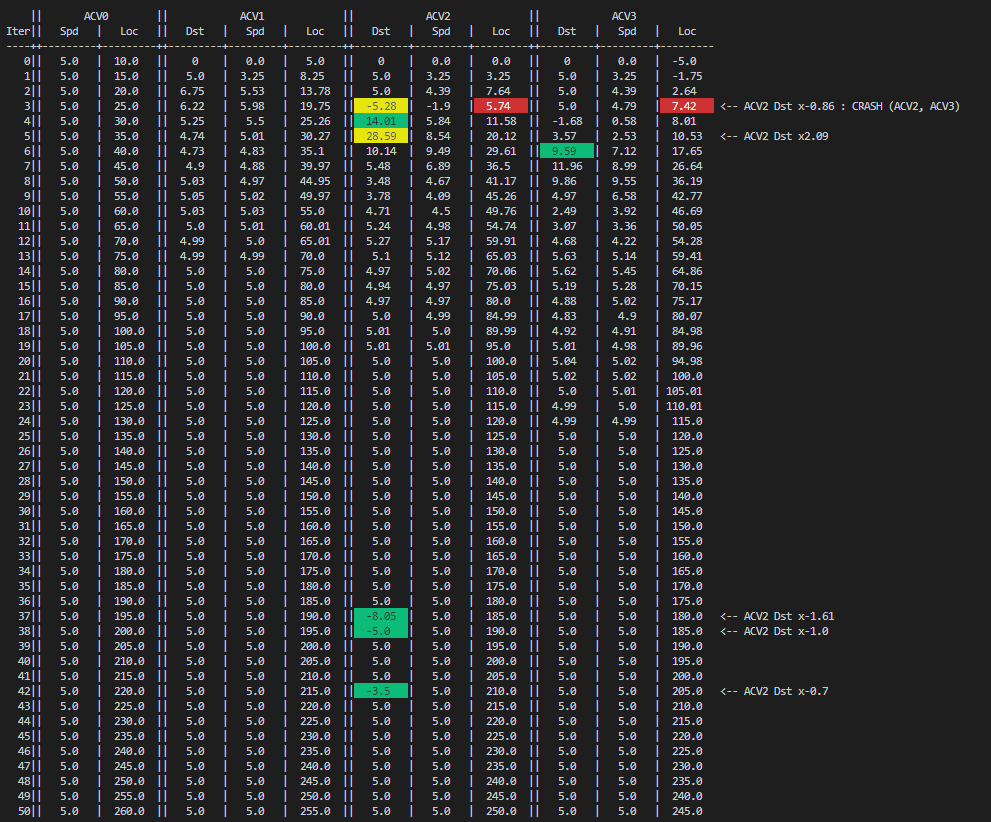 || ACV0 || ACV1 || ACV2 || ACV3
Iter|| Spd | Loc || Dst | Spd | Loc || Dst | Spd | Loc || Dst | Spd | Loc
----++---------+---------++---------+---------+---------++---------+---------+---------++---------+---------+---------
0|| 5.0 | 10.0 || 0 | 0.0 | 5.0 || 0 | 0.0 | 0.0 || 0 | 0.0 | -5.0
1|| 5.0 | 15.0 || 5.0 | 3.25 | 8.25 || 5.0 | 3.25 | 3.25 || 5.0 | 3.25 | -1.75
2|| 5.0 | 20.0 || 6.75 | 5.53 | 13.78 || 5.0 | 4.39 | 7.64 || 5.0 | 4.39 | 2.64
3|| 5.0 | 25.0 || 6.22 | 5.98 | 19.75 || -5.28 | -1.9 | 5.74 || 5.0 | 4.79 | 7.42 <-- ACV2 Dst x-0.86 : CRASH (ACV2, ACV3)
4|| 5.0 | 30.0 || 5.25 | 5.5 | 25.26 || 14.01 | 5.84 | 11.58 || -1.68 | 0.58 | 8.01
5|| 5.0 | 35.0 || 4.74 | 5.01 | 30.27 || 28.59 | 8.54 | 20.12 || 3.57 | 2.53 | 10.53 <-- ACV2 Dst x2.09
6|| 5.0 | 40.0 || 4.73 | 4.83 | 35.1 || 10.14 | 9.49 | 29.61 || 9.59 | 7.12 | 17.65
7|| 5.0 | 45.0 || 4.9 | 4.88 | 39.97 || 5.48 | 6.89 | 36.5 || 11.96 | 8.99 | 26.64
8|| 5.0 | 50.0 || 5.03 | 4.97 | 44.95 || 3.48 | 4.67 | 41.17 || 9.86 | 9.55 | 36.19
9|| 5.0 | 55.0 || 5.05 | 5.02 | 49.97 || 3.78 | 4.09 | 45.26 || 4.97 | 6.58 | 42.77
10|| 5.0 | 60.0 || 5.03 | 5.03 | 55.0 || 4.71 | 4.5 | 49.76 || 2.49 | 3.92 | 46.69
11|| 5.0 | 65.0 || 5.0 | 5.01 | 60.01 || 5.24 | 4.98 | 54.74 || 3.07 | 3.36 | 50.05
12|| 5.0 | 70.0 || 4.99 | 5.0 | 65.01 || 5.27 | 5.17 | 59.91 || 4.68 | 4.22 | 54.28
13|| 5.0 | 75.0 || 4.99 | 4.99 | 70.0 || 5.1 | 5.12 | 65.03 || 5.63 | 5.14 | 59.41
14|| 5.0 | 80.0 || 5.0 | 5.0 | 75.0 || 4.97 | 5.02 | 70.06 || 5.62 | 5.45 | 64.86
15|| 5.0 | 85.0 || 5.0 | 5.0 | 80.0 || 4.94 | 4.97 | 75.03 || 5.19 | 5.28 | 70.15
16|| 5.0 | 90.0 || 5.0 | 5.0 | 85.0 || 4.97 | 4.97 | 80.0 || 4.88 | 5.02 | 75.17
17|| 5.0 | 95.0 || 5.0 | 5.0 | 90.0 || 5.0 | 4.99 | 84.99 || 4.83 | 4.9 | 80.07
18|| 5.0 | 100.0 || 5.0 | 5.0 | 95.0 || 5.01 | 5.0 | 89.99 || 4.92 | 4.91 | 84.98
19|| 5.0 | 105.0 || 5.0 | 5.0 | 100.0 || 5.01 | 5.01 | 95.0 || 5.01 | 4.98 | 89.96
20|| 5.0 | 110.0 || 5.0 | 5.0 | 105.0 || 5.0 | 5.0 | 100.0 || 5.04 | 5.02 | 94.98
21|| 5.0 | 115.0 || 5.0 | 5.0 | 110.0 || 5.0 | 5.0 | 105.0 || 5.02 | 5.02 | 100.0
22|| 5.0 | 120.0 || 5.0 | 5.0 | 115.0 || 5.0 | 5.0 | 110.0 || 5.0 | 5.01 | 105.01
23|| 5.0 | 125.0 || 5.0 | 5.0 | 120.0 || 5.0 | 5.0 | 115.0 || 4.99 | 5.0 | 110.01
24|| 5.0 | 130.0 || 5.0 | 5.0 | 125.0 || 5.0 | 5.0 | 120.0 || 4.99 | 4.99 | 115.0
25|| 5.0 | 135.0 || 5.0 | 5.0 | 130.0 || 5.0 | 5.0 | 125.0 || 5.0 | 5.0 | 120.0
26|| 5.0 | 140.0 || 5.0 | 5.0 | 135.0 || 5.0 | 5.0 | 130.0 || 5.0 | 5.0 | 125.0
27|| 5.0 | 145.0 || 5.0 | 5.0 | 140.0 || 5.0 | 5.0 | 135.0 || 5.0 | 5.0 | 130.0
28|| 5.0 | 150.0 || 5.0 | 5.0 | 145.0 || 5.0 | 5.0 | 140.0 || 5.0 | 5.0 | 135.0
29|| 5.0 | 155.0 || 5.0 | 5.0 | 150.0 || 5.0 | 5.0 | 145.0 || 5.0 | 5.0 | 140.0
30|| 5.0 | 160.0 || 5.0 | 5.0 | 155.0 || 5.0 | 5.0 | 150.0 || 5.0 | 5.0 | 145.0
31|| 5.0 | 165.0 || 5.0 | 5.0 | 160.0 || 5.0 | 5.0 | 155.0 || 5.0 | 5.0 | 150.0
32|| 5.0 | 170.0 || 5.0 | 5.0 | 165.0 || 5.0 | 5.0 | 160.0 || 5.0 | 5.0 | 155.0
33|| 5.0 | 175.0 || 5.0 | 5.0 | 170.0 || 5.0 | 5.0 | 165.0 || 5.0 | 5.0 | 160.0
34|| 5.0 | 180.0 || 5.0 | 5.0 | 175.0 || 5.0 | 5.0 | 170.0 || 5.0 | 5.0 | 165.0
35|| 5.0 | 185.0 || 5.0 | 5.0 | 180.0 || 5.0 | 5.0 | 175.0 || 5.0 | 5.0 | 170.0
36|| 5.0 | 190.0 || 5.0 | 5.0 | 185.0 || 5.0 | 5.0 | 180.0 || 5.0 | 5.0 | 175.0
37|| 5.0 | 195.0 || 5.0 | 5.0 | 190.0 || -8.05 | 5.0 | 185.0 || 5.0 | 5.0 | 180.0 <-- ACV2 Dst x-1.61
38|| 5.0 | 200.0 || 5.0 | 5.0 | 195.0 || -5.0 | 5.0 | 190.0 || 5.0 | 5.0 | 185.0 <-- ACV2 Dst x-1.0
39|| 5.0 | 205.0 || 5.0 | 5.0 | 200.0 || 5.0 | 5.0 | 195.0 || 5.0 | 5.0 | 190.0
40|| 5.0 | 210.0 || 5.0 | 5.0 | 205.0 || 5.0 | 5.0 | 200.0 || 5.0 | 5.0 | 195.0
41|| 5.0 | 215.0 || 5.0 | 5.0 | 210.0 || 5.0 | 5.0 | 205.0 || 5.0 | 5.0 | 200.0
42|| 5.0 | 220.0 || 5.0 | 5.0 | 215.0 || -3.5 | 5.0 | 210.0 || 5.0 | 5.0 | 205.0 <-- ACV2 Dst x-0.7
43|| 5.0 | 225.0 || 5.0 | 5.0 | 220.0 || 5.0 | 5.0 | 215.0 || 5.0 | 5.0 | 210.0
44|| 5.0 | 230.0 || 5.0 | 5.0 | 225.0 || 5.0 | 5.0 | 220.0 || 5.0 | 5.0 | 215.0
45|| 5.0 | 235.0 || 5.0 | 5.0 | 230.0 || 5.0 | 5.0 | 225.0 || 5.0 | 5.0 | 220.0
46|| 5.0 | 240.0 || 5.0 | 5.0 | 235.0 || 5.0 | 5.0 | 230.0 || 5.0 | 5.0 | 225.0
47|| 5.0 | 245.0 || 5.0 | 5.0 | 240.0 || 5.0 | 5.0 | 235.0 || 5.0 | 5.0 | 230.0
48|| 5.0 | 250.0 || 5.0 | 5.0 | 245.0 || 5.0 | 5.0 | 240.0 || 5.0 | 5.0 | 235.0
49|| 5.0 | 255.0 || 5.0 | 5.0 | 250.0 || 5.0 | 5.0 | 245.0 || 5.0 | 5.0 | 240.0
50|| 5.0 | 260.0 || 5.0 | 5.0 | 255.0 || 5.0 | 5.0 | 250.0 || 5.0 | 5.0 | 245.0